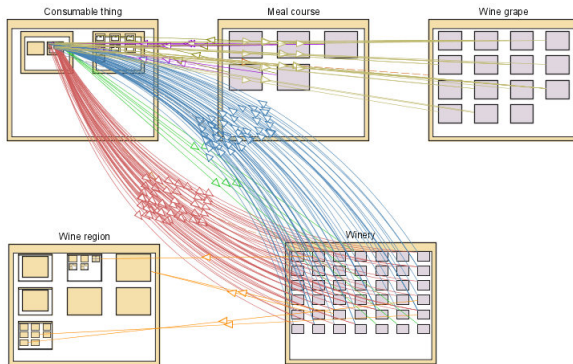 Consumable thing
Meal course
Wine grape
Wine region
Winery